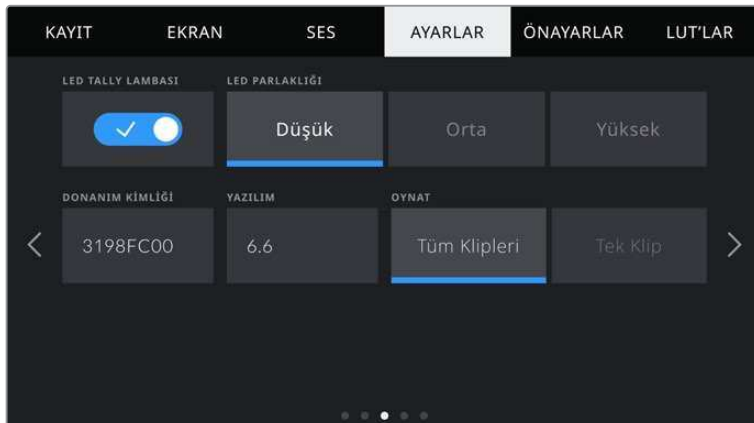 KAYIT EKRAN SES AYARLAR ÖNAYARLAR LUT'LAR
LED TALLY LAMBASI LED PARLAKLIĞI
Düşük Orta Yüksek
DONANIM KİMLİĞİ YAZILIM OYNAT
3198FC00 6.6 Tüm Klipleri Tek Klip